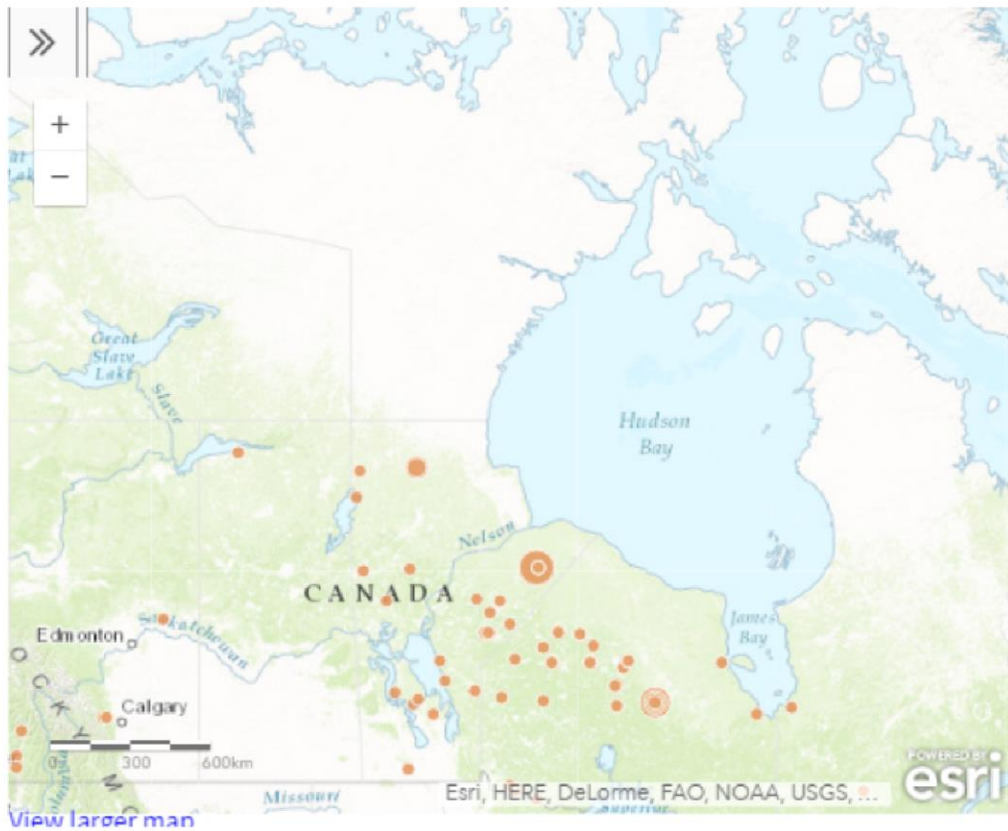 +
−
Great
Slave
Lake
Slave
Hudson
Bay
Nelson
CANADA
James
Bay
Saskatchewan
Edmonton
Calgary
300
600km
Missouri
Superior
Esri, HERE, DeLorme, FAO, NOAA, USGS, ...
POWERED BY
esri
View larger map